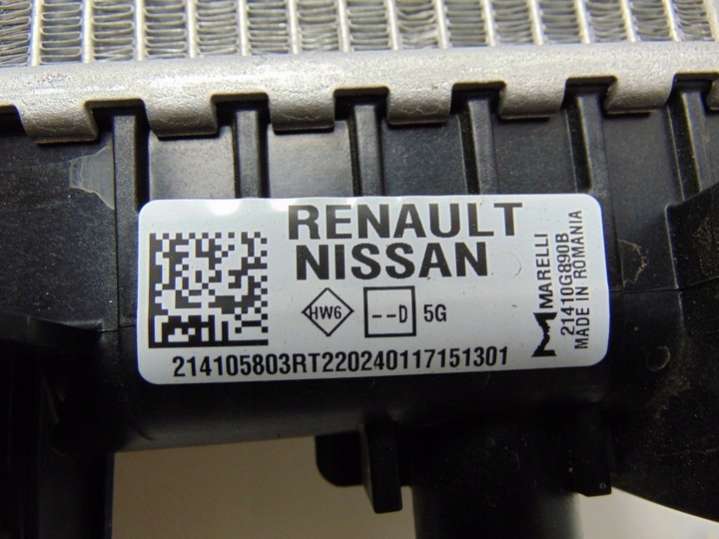 RENAULT
NISSAN
HW6
--D
5G
214105803RT220240117151301
MARELLI
21410G890B
MADE IN ROMANIA